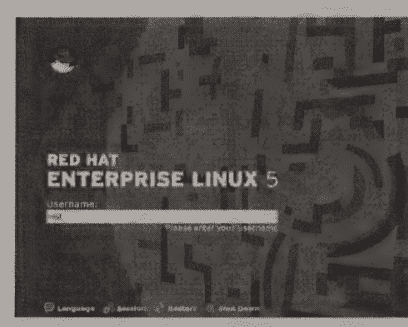 RED HAT
ENTERPRISE LINUX 5
Username:
Please enter your username
Language Session Restart Shut Down